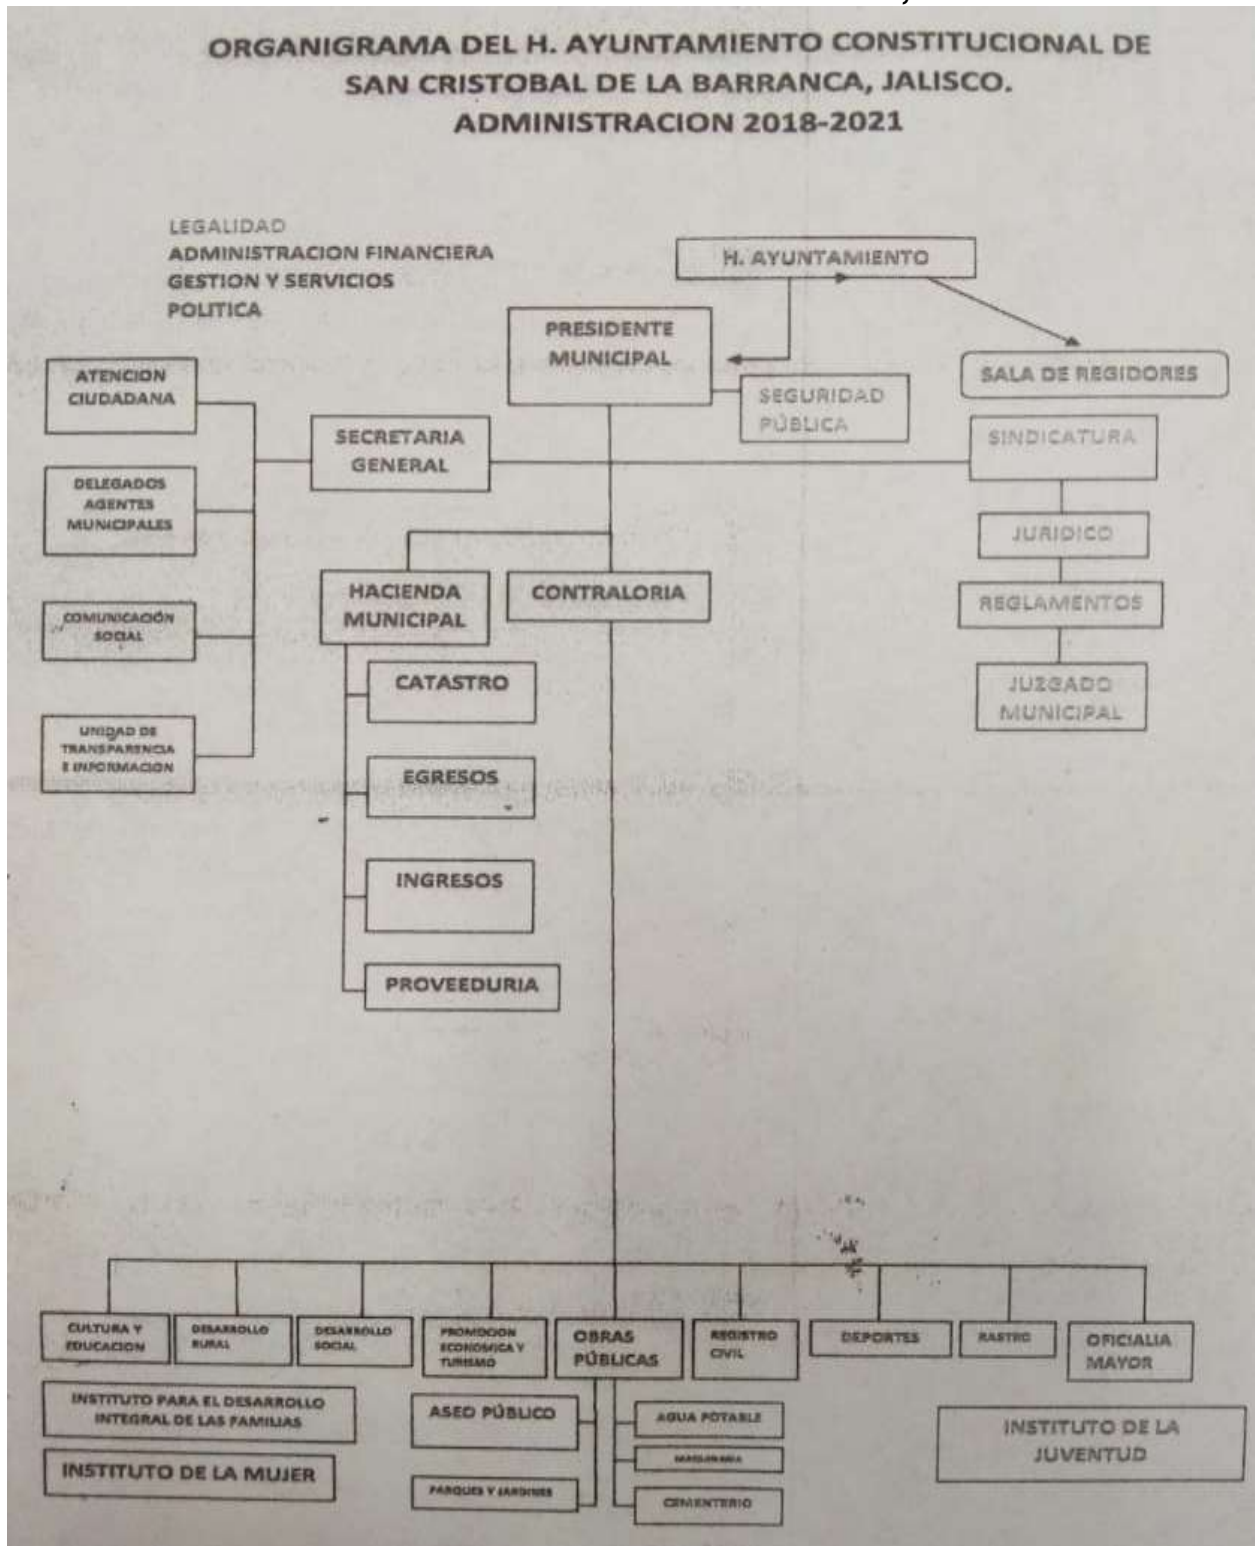 ORGANIGRAMA DEL H. AYUNTAMIENTO CONSTITUCIONAL DE
SAN CRISTOBAL DE LA BARRANCA, JALISCO.
ADMINISTRACION 2018-2021
LEGALIDAD
ADMINISTRACION FINANCIERA
GESTION Y SERVICIOS
POLITICA
H. AYUNTAMIENTO
PRESIDENTE
MUNICIPAL
SALA DE REGIDORES
SEGURIDAD
PÚBLICA
ATENCION
CIUDADANA
SECRETARIA
GENERAL
SINDICATURA
DELEGADOS
AGENTES
MUNICIPALES
JURIDICO
HACIENDA
MUNICIPAL
CONTRALORIA
REGLAMENTOS
COMUNICACIÓN
SOCIAL
CATASTRO
JUZGADO
MUNICIPAL
UNIDAD DE
TRANSPARENCIA
E INFORMACION
EGRESOS
INGRESOS
PROVEEDURIA
CULTURA Y
EDUCACION
DESARROLLO
RURAL
DESARROLLO
SOCIAL
PROMOCION
ECONOMICA Y
TURISMO
OBRAS
PÚBLICAS
REGISTRO
CIVIL
DEPORTES
RASTRO
OFICIALIA
MAYOR
INSTITUTO PARA EL DESARROLLO
INTEGRAL DE LAS FAMILIAS
ASEO PÚBLICO
AGUA POTABLE
INSTITUTO DE LA
JUVENTUD
INSTITUTO DE LA MUJER
MAQUINARIA
PARQUES Y JARDINES
CEMENTERIO